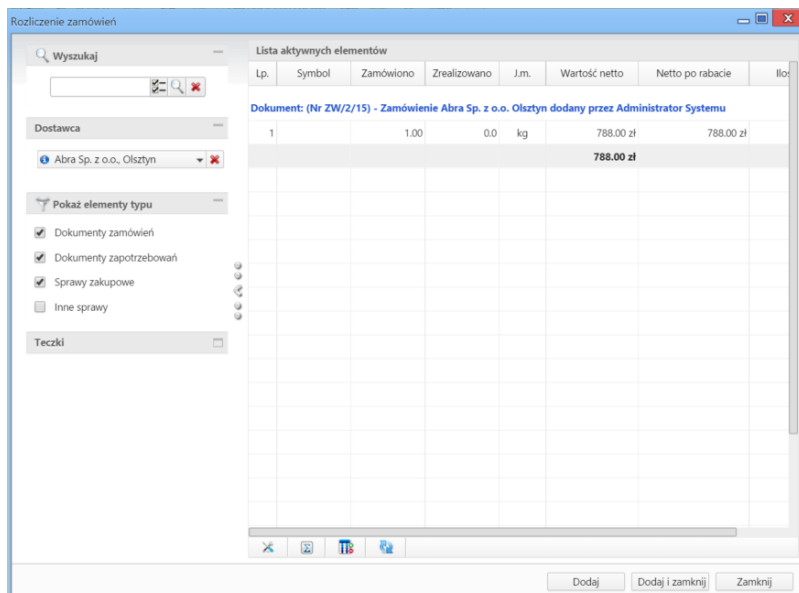 Rozliczenie zamówień
Wyszukaj
Dostawca
Abra Sp. z o.o., Olsztyn
Pokaż elementy typu
Dokumenty zamówień
Dokumenty zapotrzebowań
Sprawy zakupowe
Inne sprawy
Teczki
Lista aktywnych elementów
Lp. Symbol Zamówiono Zrealizowano J.m. Wartość netto Netto po rabacie
Dokument: (Nr ZW/2/15) - Zamówienie Abra Sp. z o.o. Olsztyn dodany przez Administrator Systemu
1 1.00 0.0 kg 788.00 zł 788.00 zł
788.00 zł
Dodaj Dodaj i zamknij Zamknij